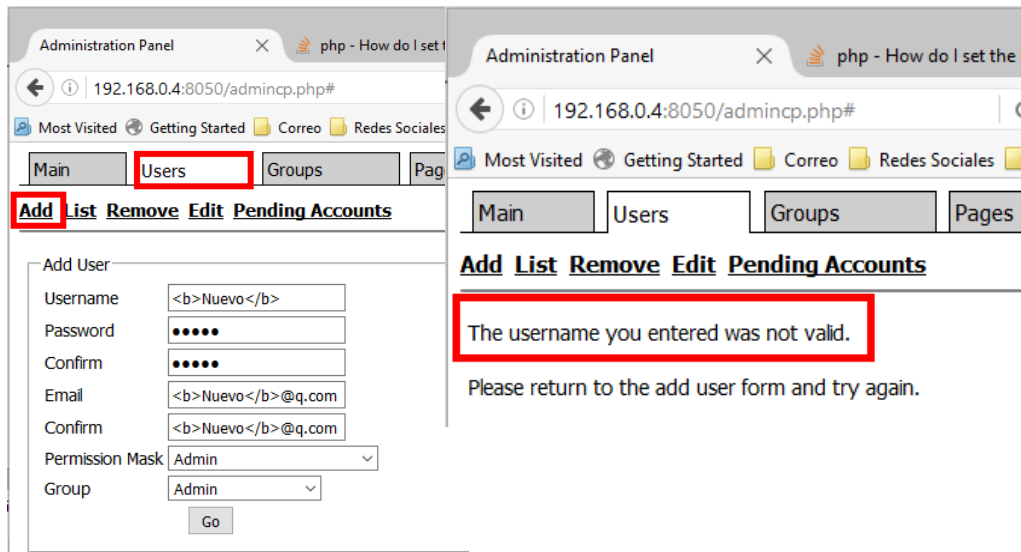 Administration Panel
php - How do I set t
192.168.0.4:8050/admincp.php#
Most Visited Getting Started Correo Redes Sociales
Main Users Groups Pag
Add List Remove Edit Pending Accounts
Add User
Username <b>Nuevo</b>
Password •••••
Confirm •••••
Email <b>Nuevo</b>@q.com
Confirm <b>Nuevo</b>@q.com
Permission Mask Admin
Group Admin
Go
Administration Panel
php - How do I set the
192.168.0.4:8050/admincp.php#
Most Visited Getting Started Correo Redes Sociales
Main Users Groups Pages
Add List Remove Edit Pending Accounts
The username you entered was not valid.
Please return to the add user form and try again.